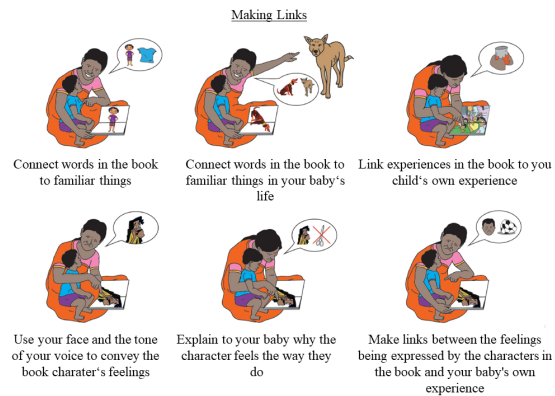 Making Links
Connect words in the book
to familiar things
Connect words in the book to
familiar things in your baby‘s
life
Link experiences in the book to you
child‘s own experience
Use your face and the tone
of your voice to convey the
book charater‘s feelings
Explain to your baby why the
character feels the way they
do
Make links between the feelings
being expressed by the characters in
the book and your baby's own
experience